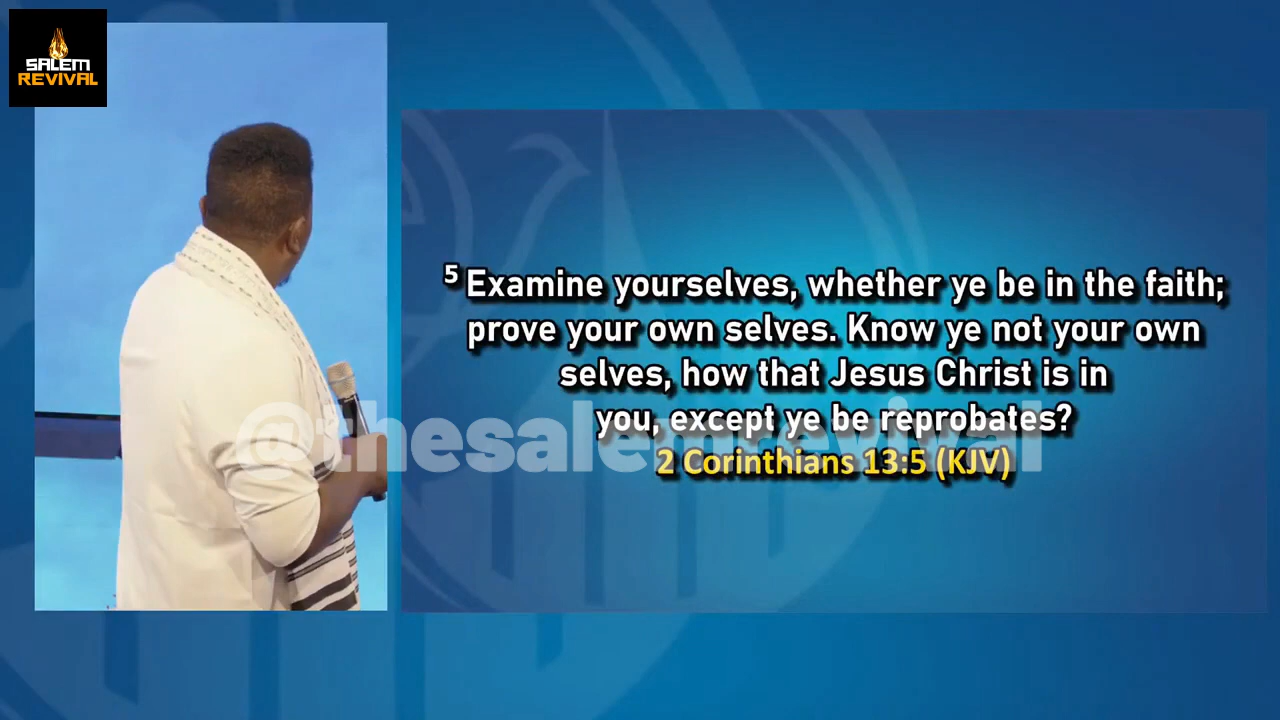 SALEM
REVIVAL
5 Examine yourselves, whether ye be in the faith;
prove your own selves. Know ye not your own
selves, how that Jesus Christ is in
you, except ye be reprobates?
@thesalemrevival
2 Corinthians 13:5 (KJV)